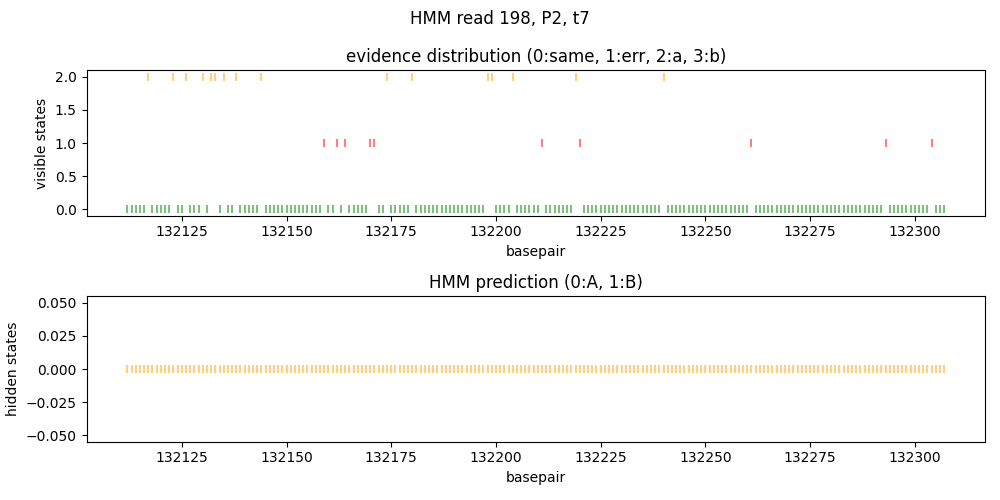 HMM read 198, P2, t7
evidence distribution (0:same, 1:err, 2:a, 3:b)
2.0
1.5
1.0
0.5
0.0
visible states
132125 132150 132175 132200 132225 132250 132275 132300
basepair
HMM prediction (0:A, 1:B)
0.050
0.025
0.000
−0.025
−0.050
hidden states
132125 132150 132175 132200 132225 132250 132275 132300
basepair